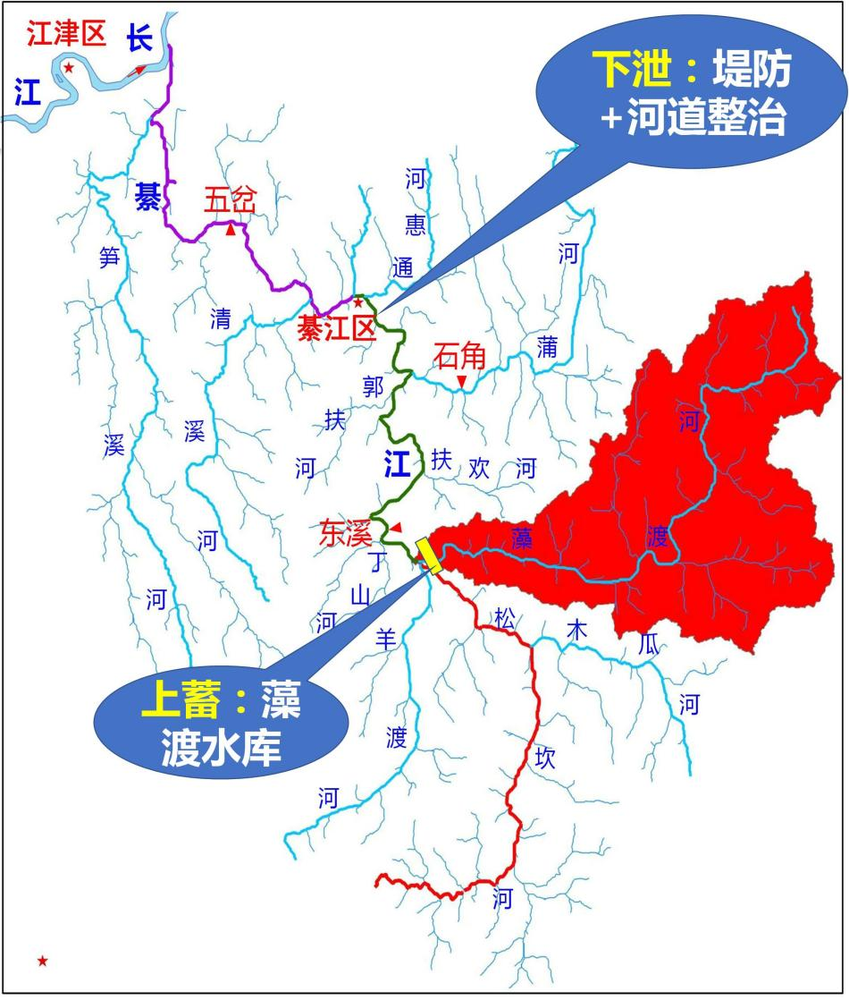 江津区
长
江
下泄：堤防
+河道整治
綦
五岔
河
惠
通
河
笋
清
綦江区
石角
蒲
郭
扶
河
溪
溪
江
扶欢河
河
东溪
藻
渡
丁
山
河
河
河
羊
松
木
瓜
河
上蓄：藻
渡水库
渡
坎
河
河